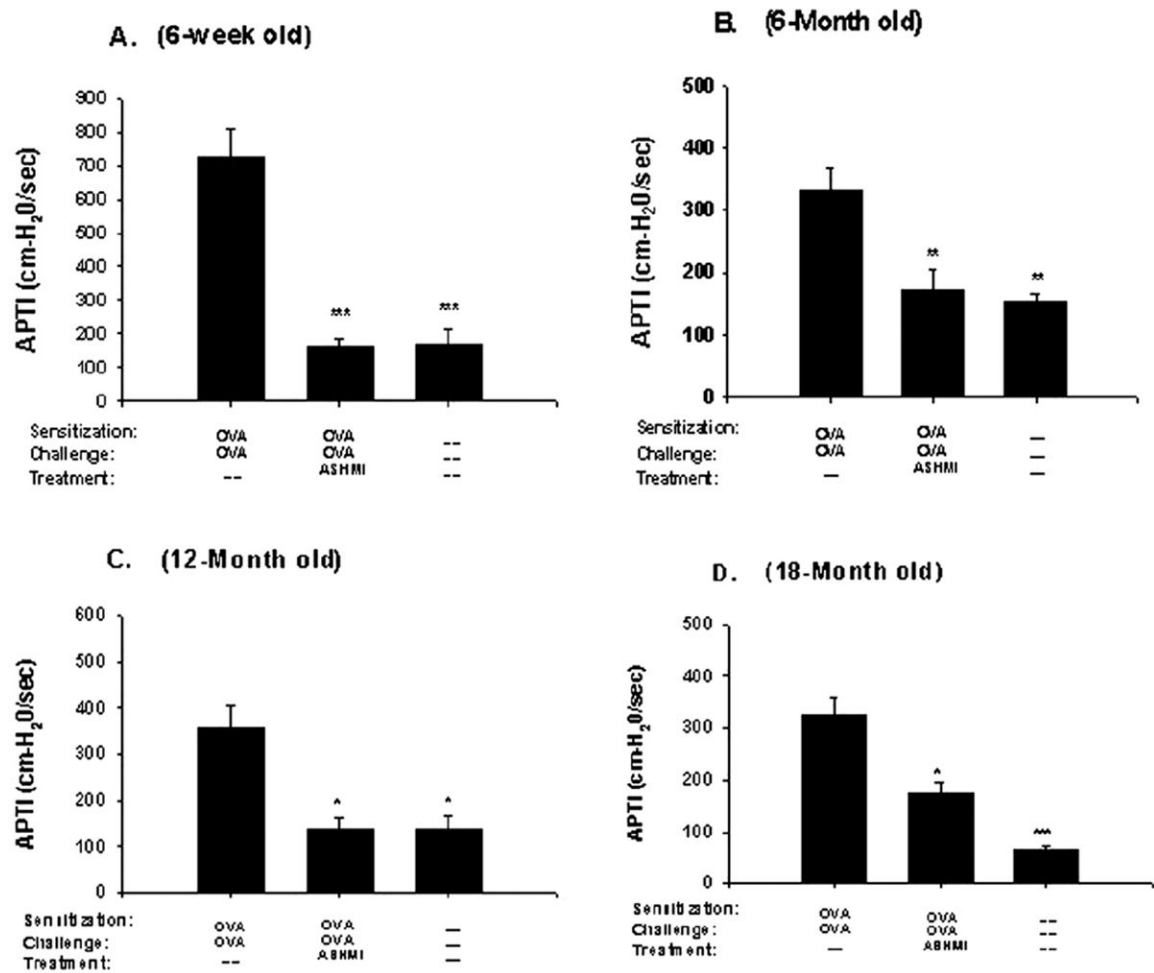 A. (6-week old)
900
800
700
600
500
400
300
200
100
0
APTI (cm-H₂0/sec)
***
***
Sensitization: OVA OVA --
Challenge: OVA OVA --
Treatment: -- ASHMI --
B. (6-Month old)
500
400
300
200
100
0
APTI (cm-H₂0/sec)
**
**
Sensitization: OVA OVA —
Challenge: OVA OVA —
Treatment: — ASHMI —
C. (12-Month old)
600
500
400
300
200
100
0
APTI (cm-H₂0/sec)
^
^
Sensitization: OVA OVA —
Challenge: OVA OVA —
Treatment: -- ASHMI —
D. (18-Month old)
500
400
300
200
100
0
APTI (cm-H₂0/sec)
^
^^^
Sensitization: OVA OVA --
Challenge: OVA OVA --
Treatment: — ASHMI --